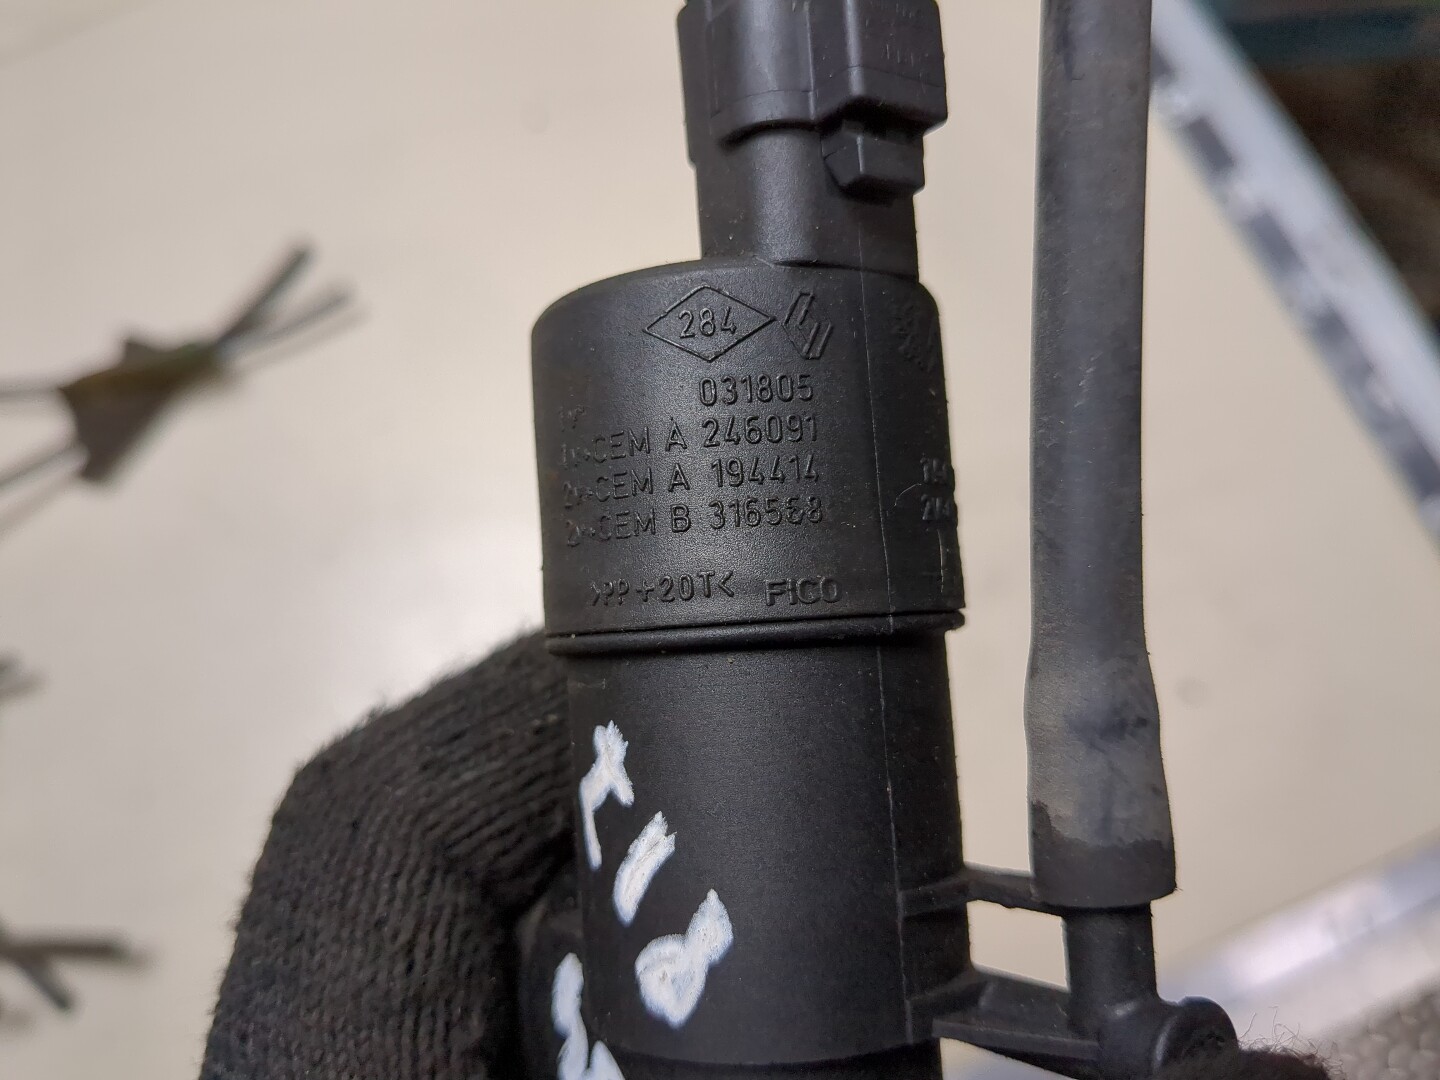 284
031805
CEM A 246091
CEM A 194414
CEM B 316568
>PP+20T< FICO